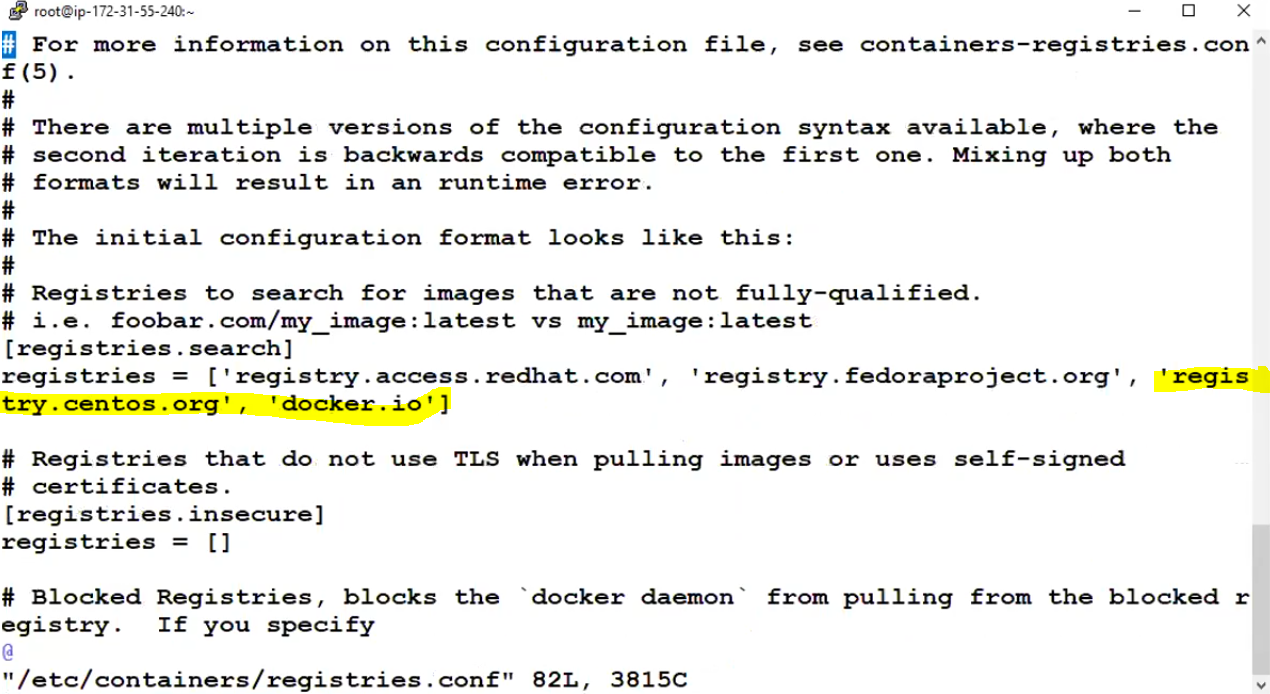 root@ip-172-31-55-240:~
# For more information on this configuration file, see containers-registries.con
f(5).
#
# There are multiple versions of the configuration syntax available, where the
# second iteration is backwards compatible to the first one. Mixing up both
# formats will result in an runtime error.
#
# The initial configuration format looks like this:
#
# Registries to search for images that are not fully-qualified.
# i.e. foobar.com/my_image:latest vs my_image:latest
[registries.search]
registries = ['registry.access.redhat.com', 'registry.fedoraproject.org', 'regis
try.centos.org', 'docker.io']
# Registries that do not use TLS when pulling images or uses self-signed
# certificates.
[registries.insecure]
registries = []
# Blocked Registries, blocks the `docker daemon` from pulling from the blocked r
egistry.  If you specify
@
"/etc/containers/registries.conf" 82L, 3815C